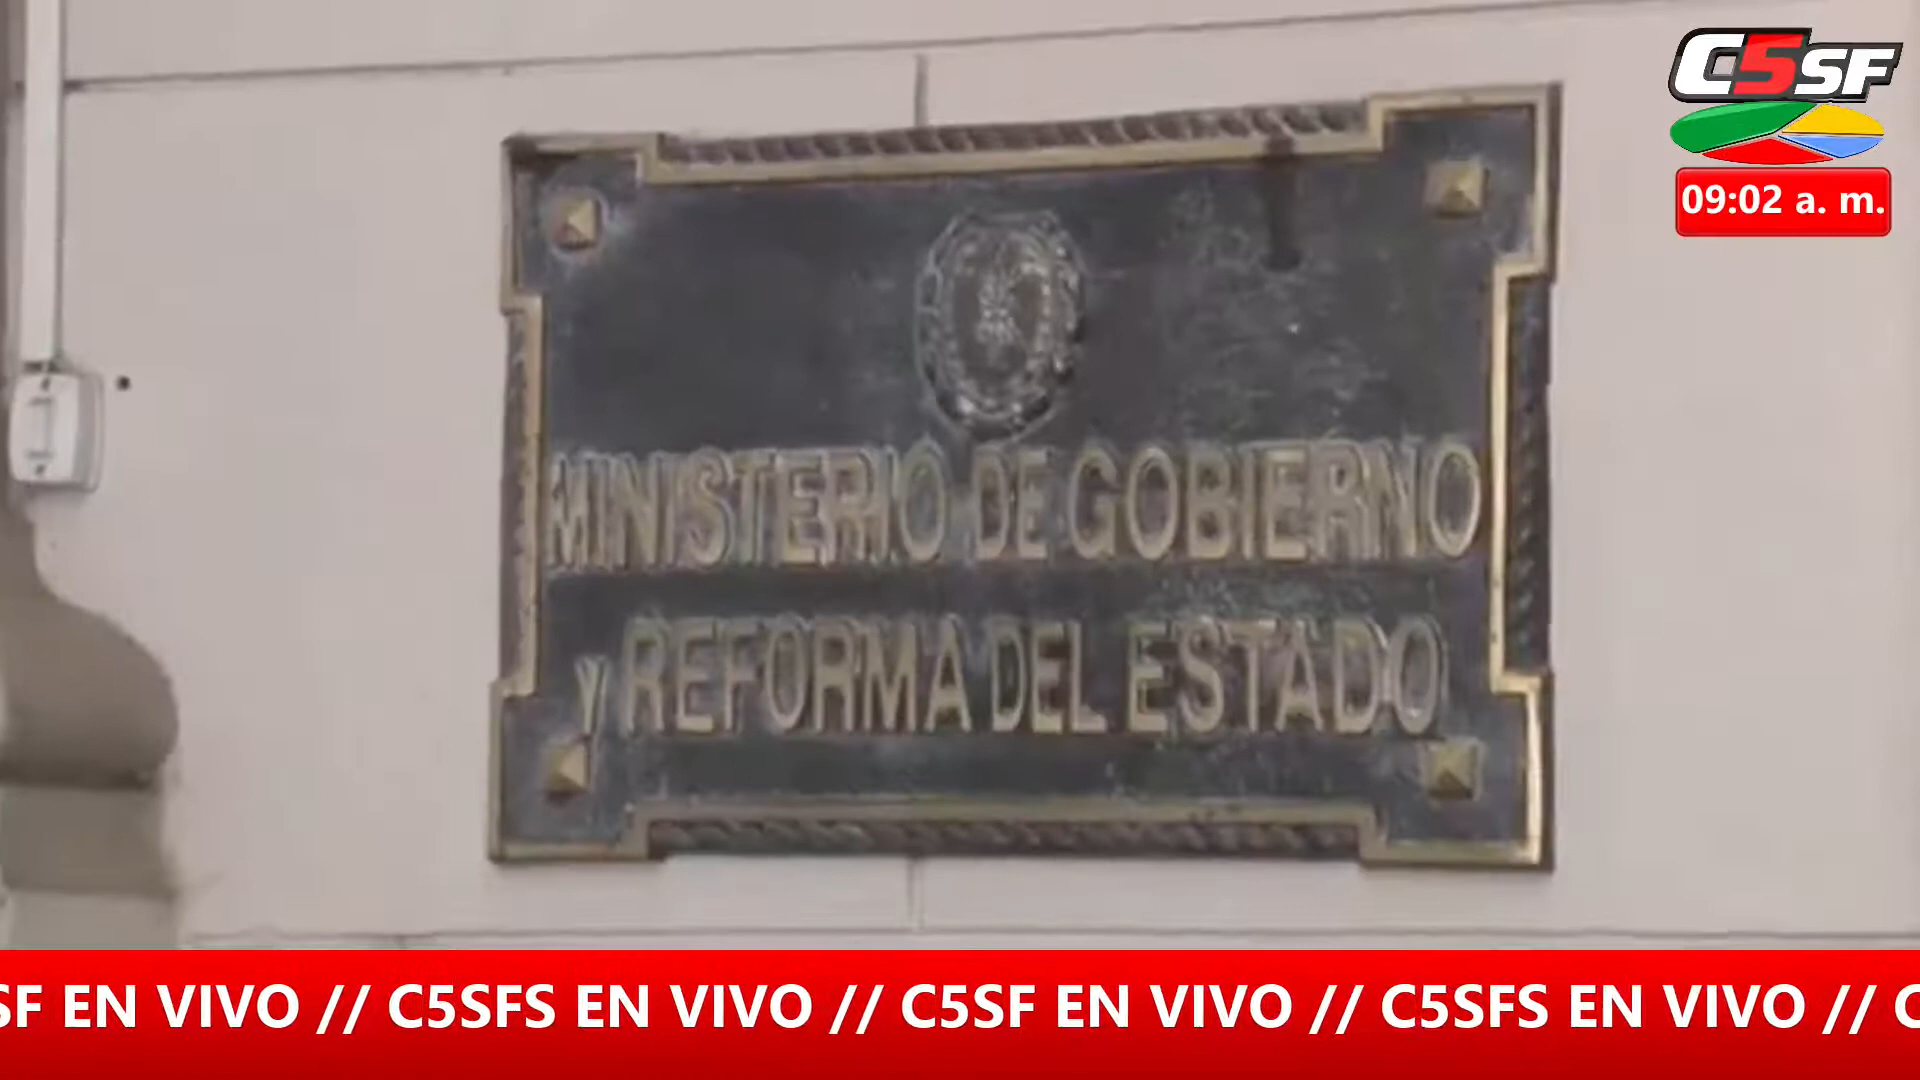 C5SF
09:02 a. m.
MINISTERIO DE GOBIERNO
y REFORMA DEL ESTADO
SF EN VIVO // C5SFS EN VIVO // C5SF EN VIVO // C5SFS EN VIVO // C